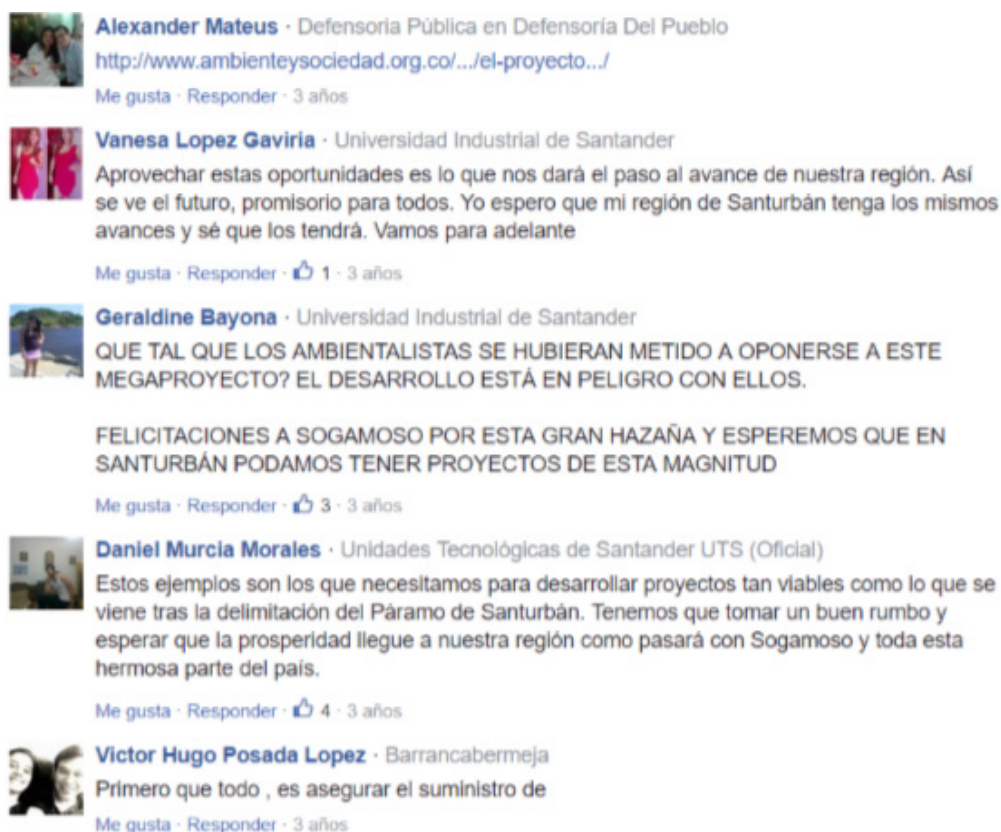 Alexander Mateus · Defensoria Pública en Defensoría Del Pueblo
http://www.ambienteysociedad.org.co/.../el-proyecto.../
Me gusta · Responder · 3 años
Vanesa Lopez Gaviria · Universidad Industrial de Santander
Aprovechar estas oportunidades es lo que nos dará el paso al avance de nuestra región. Así
se ve el futuro, promisorio para todos. Yo espero que mi región de Santurbán tenga los mismos
avances y sé que los tendrá. Vamos para adelante
Me gusta · Responder · 1 · 3 años
Geraldine Bayona · Universidad Industrial de Santander
QUE TAL QUE LOS AMBIENTALISTAS SE HUBIERAN METIDO A OPONERSE A ESTE
MEGAPROYECTO? EL DESARROLLO ESTÁ EN PELIGRO CON ELLOS.
FELICITACIONES A SOGAMOSO POR ESTA GRAN HAZAÑA Y ESPEREMOS QUE EN
SANTURBÁN PODAMOS TENER PROYECTOS DE ESTA MAGNITUD
Me gusta · Responder · 3 · 3 años
Daniel Murcia Morales · Unidades Tecnológicas de Santander UTS (Oficial)
Estos ejemplos son los que necesitamos para desarrollar proyectos tan viables como lo que se
viene tras la delimitación del Páramo de Santurbán. Tenemos que tomar un buen rumbo y
esperar que la prosperidad llegue a nuestra región como pasará con Sogamoso y toda esta
hermosa parte del país.
Me gusta · Responder · 4 · 3 años
Victor Hugo Posada Lopez · Barrancabermeja
Primero que todo , es asegurar el suministro de
Me gusta · Responder · 3 años